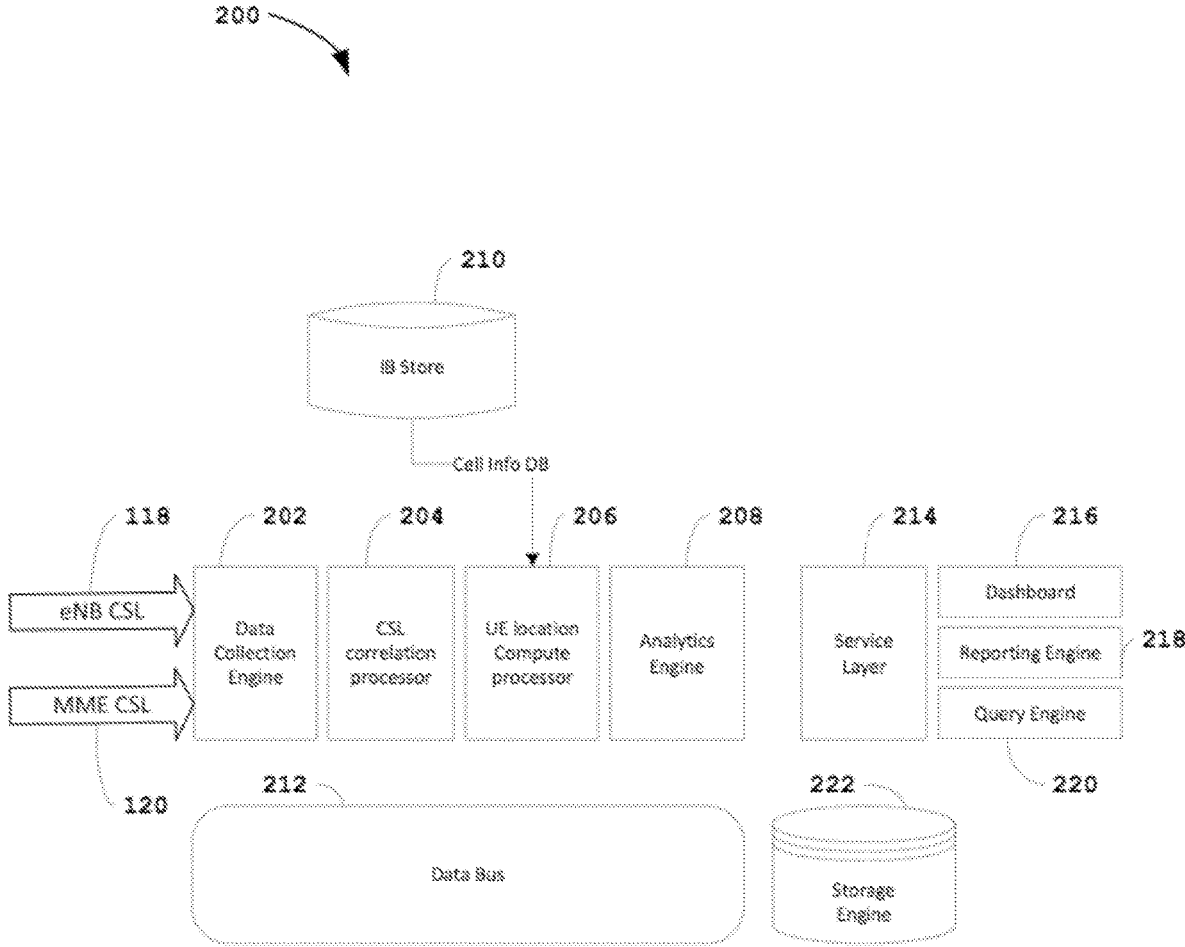 200
210
IB Store
Cell Info DB
118
202
204
206
208
214
216
eNB CSL
MME CSL
Data
Collection
Engine
CSL
correlation
processor
UE location
Compute
processor
Analytics
Engine
Service
Layer
Dashboard
Reporting Engine
218
Query Engine
120
212
222
220
Data Bus
Storage
Engine